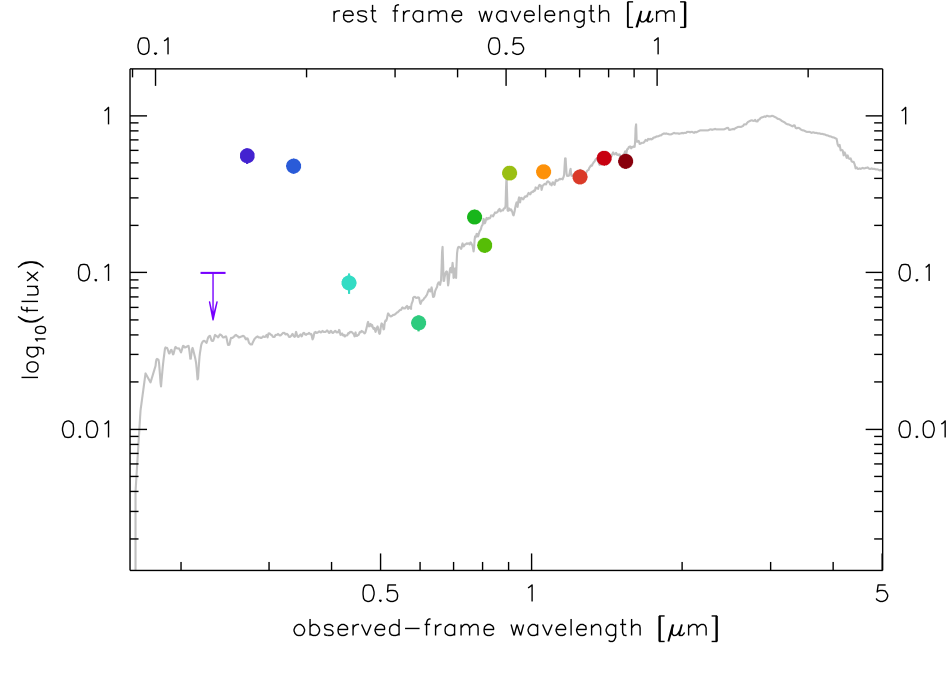 rest frame wavelength [μm]
0.1 0.5 1
1 1
0.1 0.1
0.01 0.01
log10(flux)
0.5 1 5
observed-frame wavelength [μm]